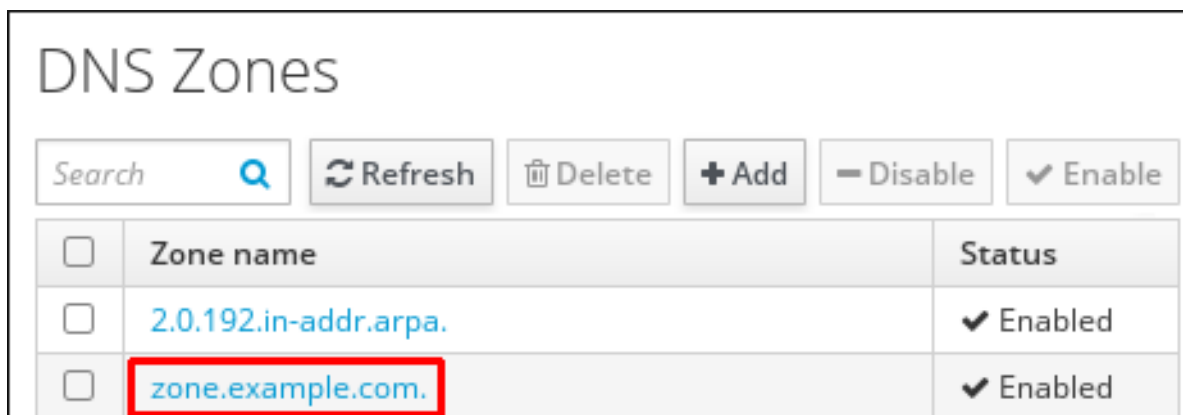 DNS Zones
Search Refresh Delete Add Disable Enable
Zone name Status
2.0.192.in-addr.arpa. Enabled
zone.example.com. Enabled